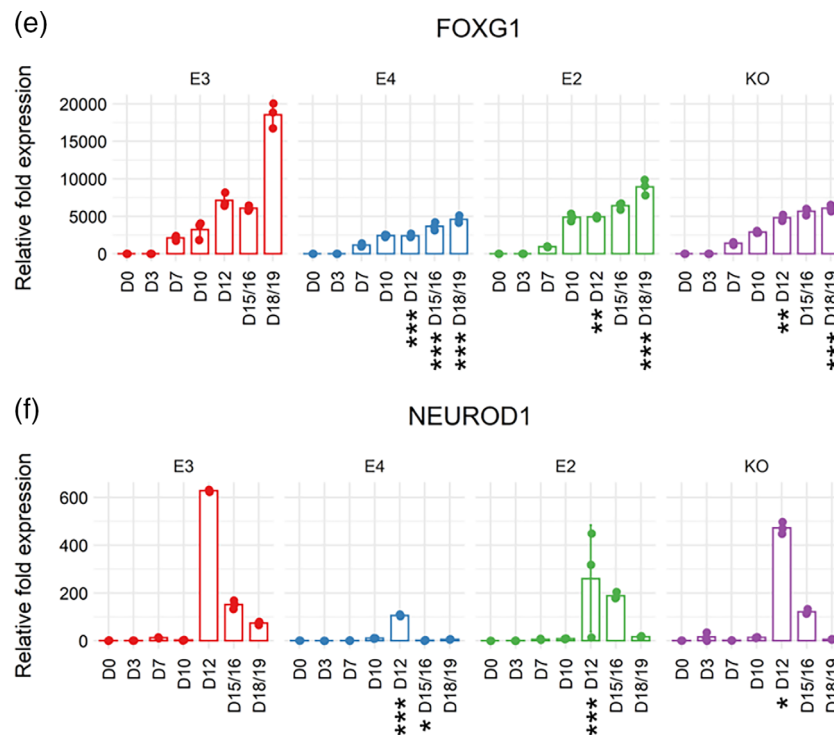 (e)
FOXG1
E3 E4 E2 KO
Relative fold expression
20000
15000
10000
5000
0
D0 D3 D7 D10 D12 D15/16 D18/19 D0 D3 D7 D10 *** D12 *** D15/16 *** D18/19 D0 D3 D7 D10 ** D12 D15/16 *** D18/19 D0 D3 D7 D10 ** D12 D15/16 *** D18/19
(f)
NEUROD1
E3 E4 E2 KO
Relative fold expression
600
400
200
0
D0 D3 D7 D10 D12 D15/16 D18/19 D0 D3 D7 D10 *** D12 * D15/16 D18/19 D0 D3 D7 D10 *** D12 D15/16 D18/19 D0 D3 D7 D10 * D12 D15/16 D18/19